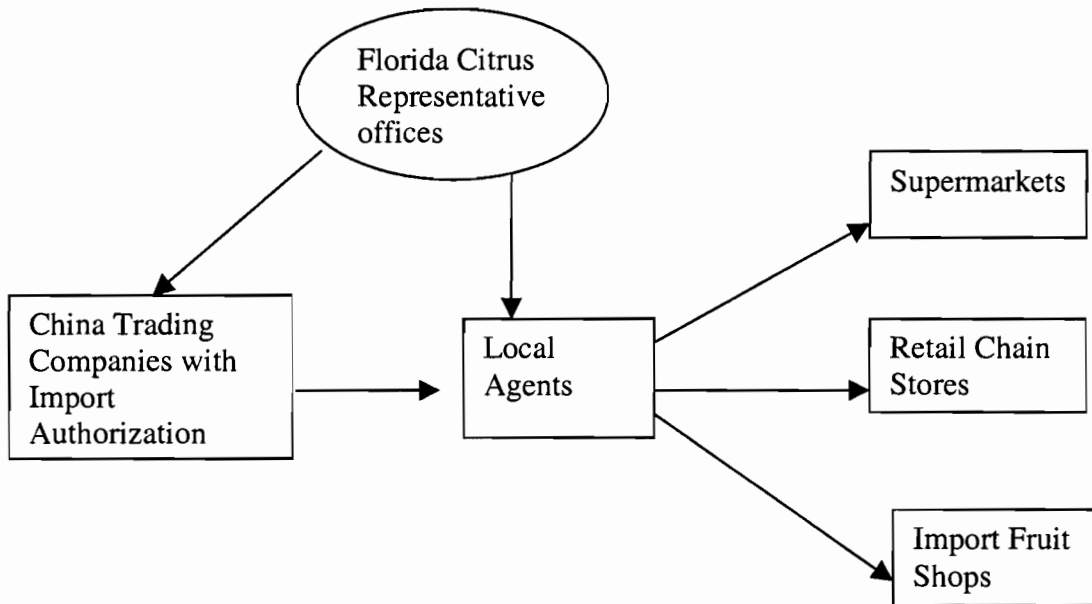 Florida Citrus
Representative
offices
Supermarkets
China Trading
Companies with
Import
Authorization
Local
Agents
Retail Chain
Stores
Import Fruit
Shops